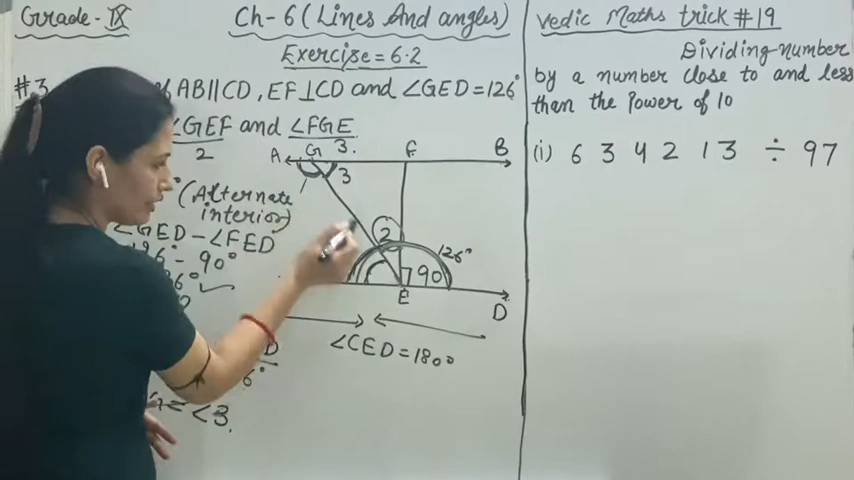 Grade-IX
Ch-6 (Lines And angles)
Exercise = 6.2
#3 AB||CD, EF⊥CD and ∠GED=126°
∠GEF and ∠FGE
2 3.
A G F B
1 3
(Alternate
interior)
∠GED - ∠FED
- 90°
2
126°
90
E D
∠CED = 180°
= ∠3.
Vedic Maths trick #19
Dividing number
by a number close to and less
than the Power of 10
(i) 6 3 4 2 1 3 ÷ 97